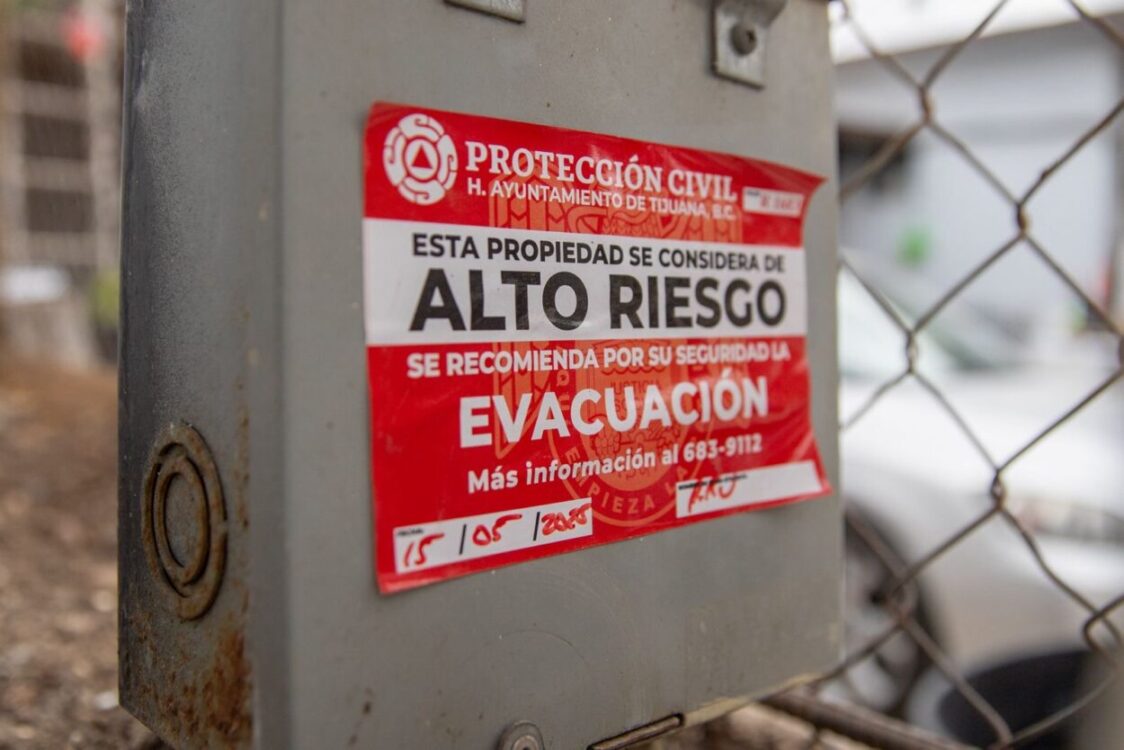 PROTECCIÓN CIVIL
H. AYUNTAMIENTO DE TIJUANA, B.C.
ESTA PROPIEDAD SE CONSIDERA DE
ALTO RIESGO
SE RECOMIENDA POR SU SEGURIDAD LA
EVACUACIÓN
Más información al 683-9112
15 / 05 / 2025